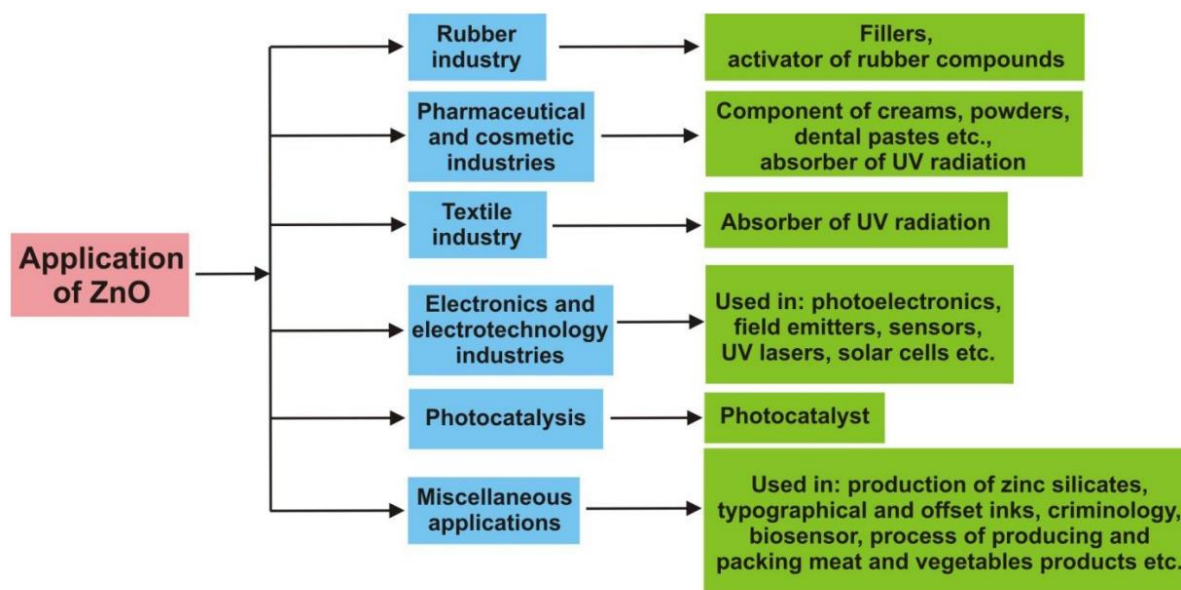 Application
of ZnO
Rubber
industry
Fillers,
activator of rubber compounds
Pharmaceutical
and cosmetic
industries
Component of creams, powders,
dental pastes etc.,
absorber of UV radiation
Textile
industry
Absorber of UV radiation
Electronics and
electrotechnology
industries
Used in: photoelectronics,
field emitters, sensors,
UV lasers, solar cells etc.
Photocatalysis
Photocatalyst
Miscellaneous
applications
Used in: production of zinc silicates,
typographical and offset inks, criminology,
biosensor, process of producing and
packing meat and vegetables products etc.